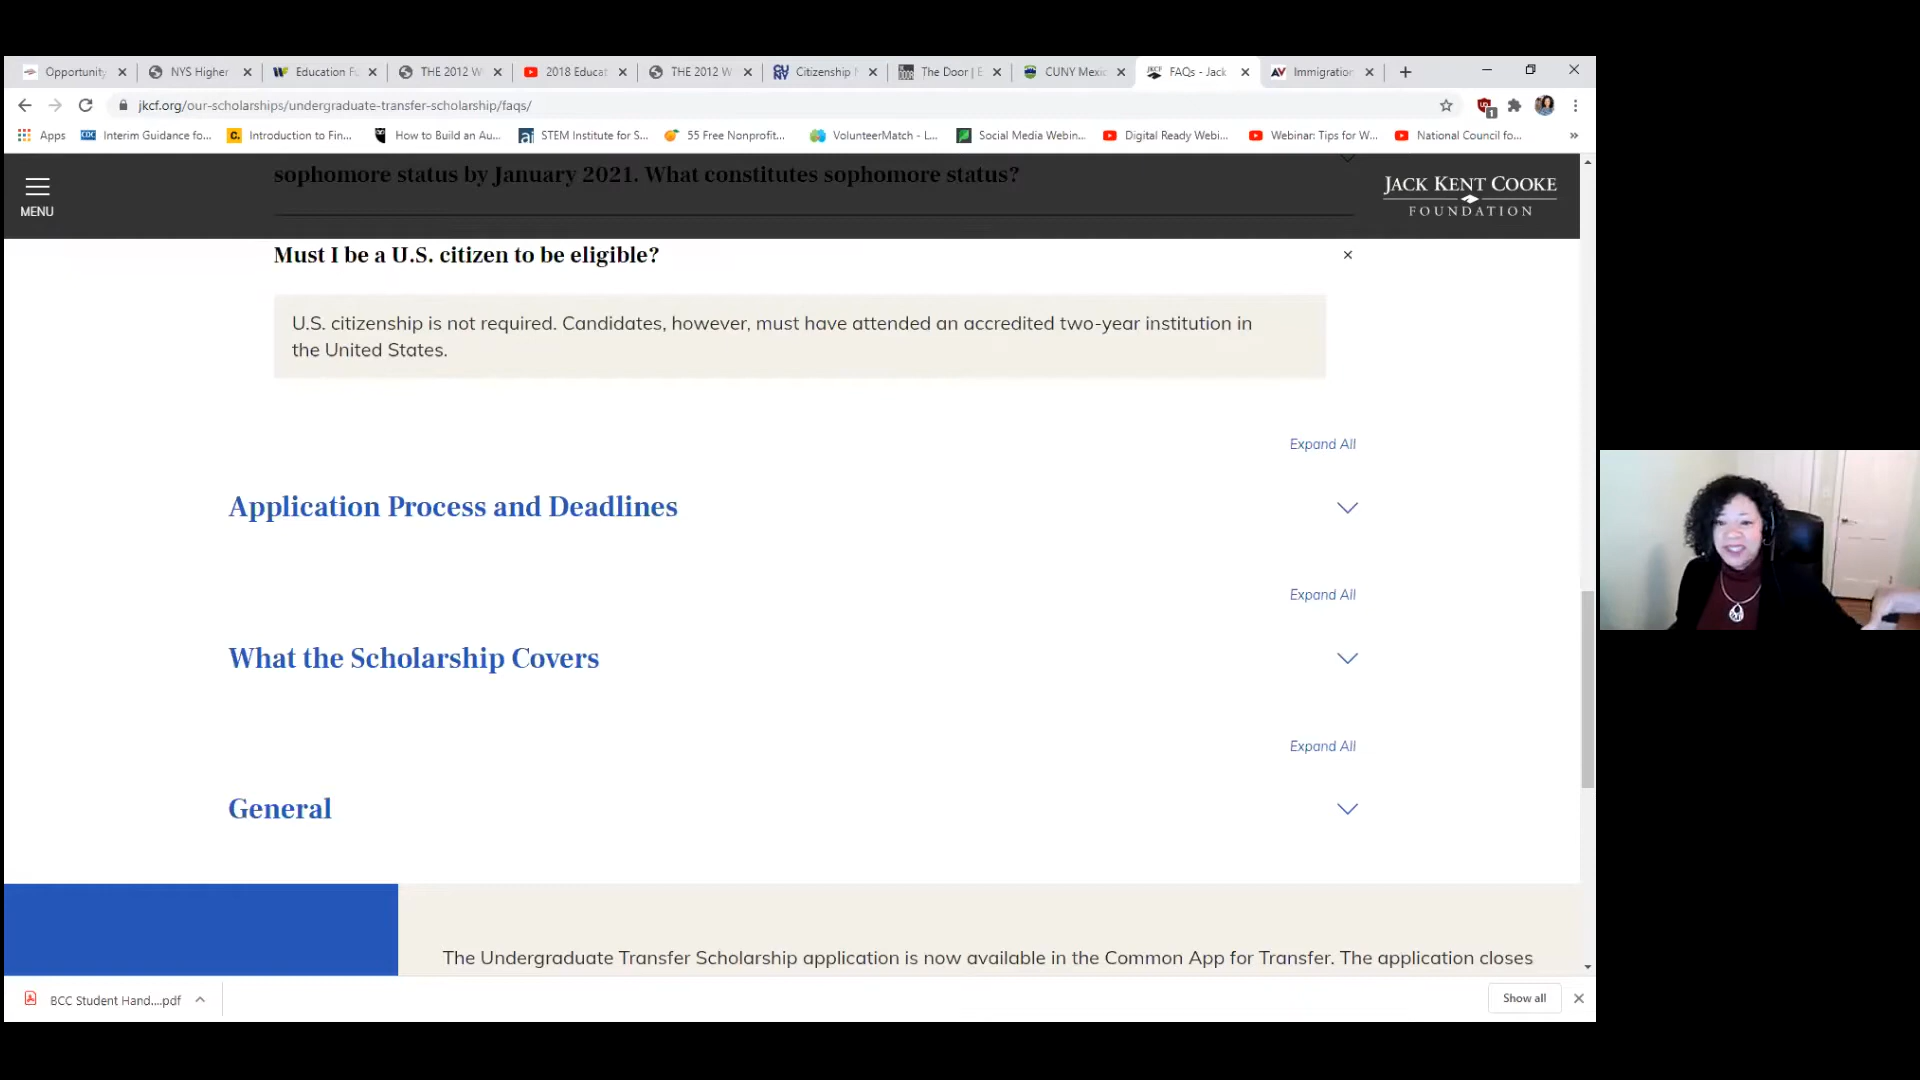 Opportunity
NYS Higher
Education Fu
THE 2012 W
2018 Educat
THE 2012 W
Citizenship
The Door | E
CUNY Mexic
FAQs - Jack
Immigration
jkcf.org/our-scholarships/undergraduate-transfer-scholarship/faqs/
Apps
Interim Guidance fo...
Introduction to Fin...
How to Build an Au...
STEM Institute for S...
55 Free Nonprofit...
VolunteerMatch - L...
Social Media Webin...
Digital Ready Webi...
Webinar: Tips for W...
National Council fo...
MENU
sophomore status by January 2021. What constitutes sophomore status?
JACK KENT COOKE
FOUNDATION
Must I be a U.S. citizen to be eligible?
U.S. citizenship is not required. Candidates, however, must have attended an accredited two-year institution in
the United States.
Expand All
Application Process and Deadlines
Expand All
What the Scholarship Covers
Expand All
General
The Undergraduate Transfer Scholarship application is now available in the Common App for Transfer. The application closes
BCC Student Hand....pdf
Show all